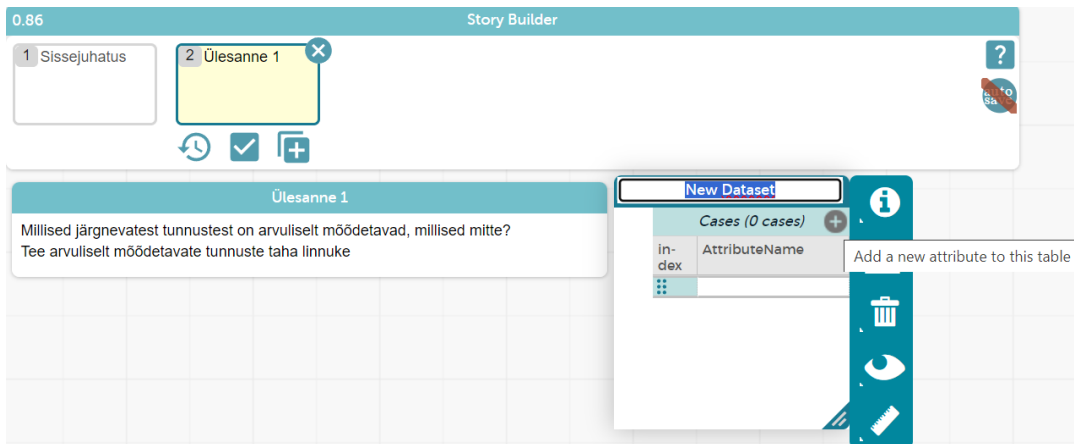 0.86
Story Builder
1 Sissejuhatus
2 Ülesanne 1
?
auto
save
Ülesanne 1
Millised järgnevatest tunnustest on arvuliselt mõõdetavad, millised mitte?
Tee arvuliselt mõõdetavate tunnuste taha linnuke
New Dataset
Cases (0 cases)
in-
dex
AttributeName
Add a new attribute to this table